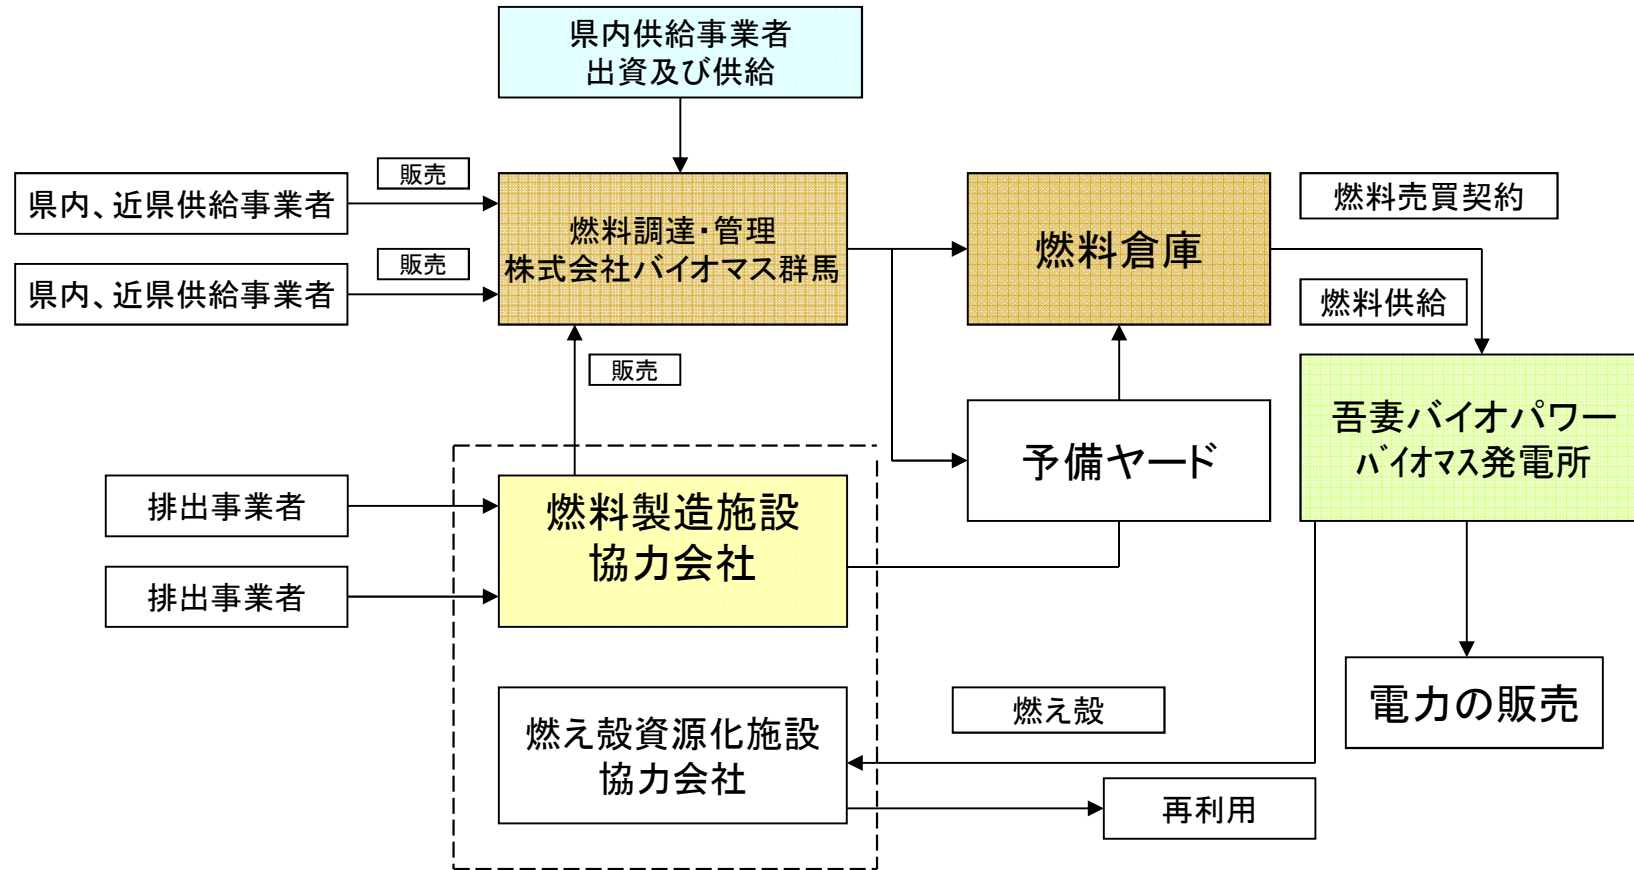 県内供給事業者
出資及び供給
販売
県内、近県供給事業者
販売
県内、近県供給事業者
燃料調達・管理
株式会社バイオマス群馬
燃料倉庫
燃料売買契約
燃料供給
販売
予備ヤード
吾妻バイオパワー
バイオマス発電所
排出事業者
排出事業者
燃料製造施設
協力会社
燃え殻資源化施設
協力会社
燃え殻
電力の販売
再利用